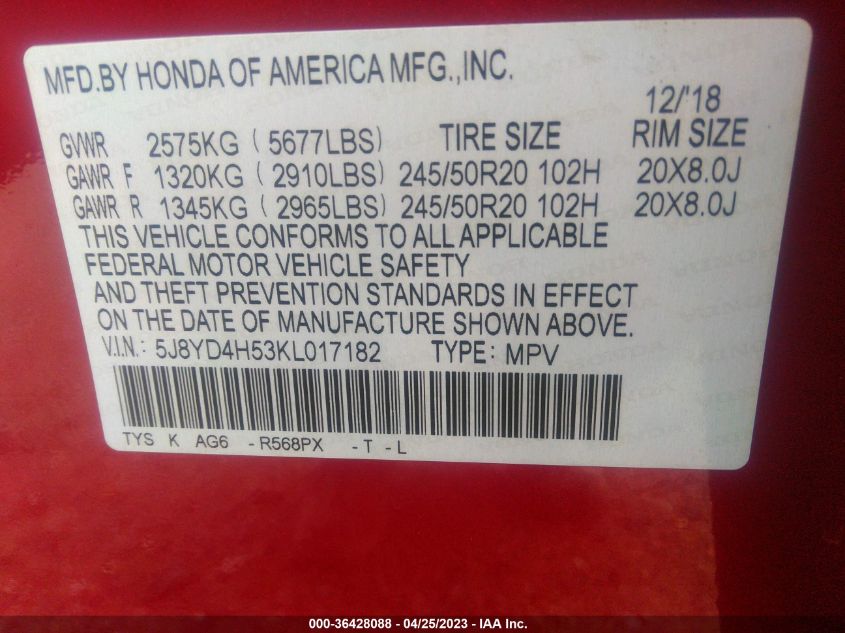 MFD.BY HONDA OF AMERICA MFG.,INC.
12/'18
GVWR 2575KG ( 5677LBS) TIRE SIZE RIM SIZE
GAWR F 1320KG ( 2910LBS) 245/50R20 102H 20X8.0J
GAWR R 1345KG ( 2965LBS) 245/50R20 102H 20X8.0J
THIS VEHICLE CONFORMS TO ALL APPLICABLE
FEDERAL MOTOR VEHICLE SAFETY
AND THEFT PREVENTION STANDARDS IN EFFECT
ON THE DATE OF MANUFACTURE SHOWN ABOVE.
V.I.N.: 5J8YD4H53KL017182 TYPE: MPV
TYS K AG6 -R568PX -T -L
000-36428088 - 04/25/2023 - IAA Inc.